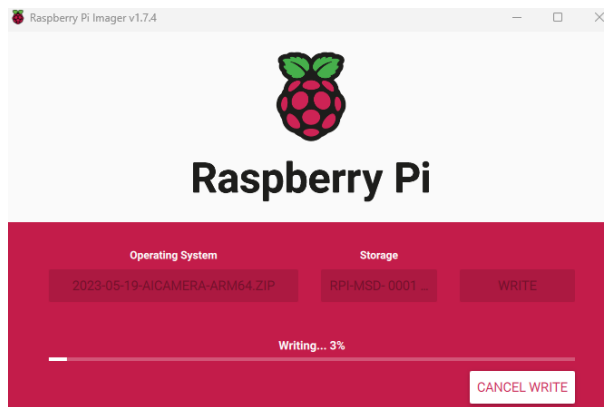 Raspberry Pi Imager v1.7.4
Raspberry Pi
Operating System Storage
2023-05-19-AICAMERA-ARM64.ZIP RPI-MSD- 0001 ... WRITE
Writing... 3%
CANCEL WRITE